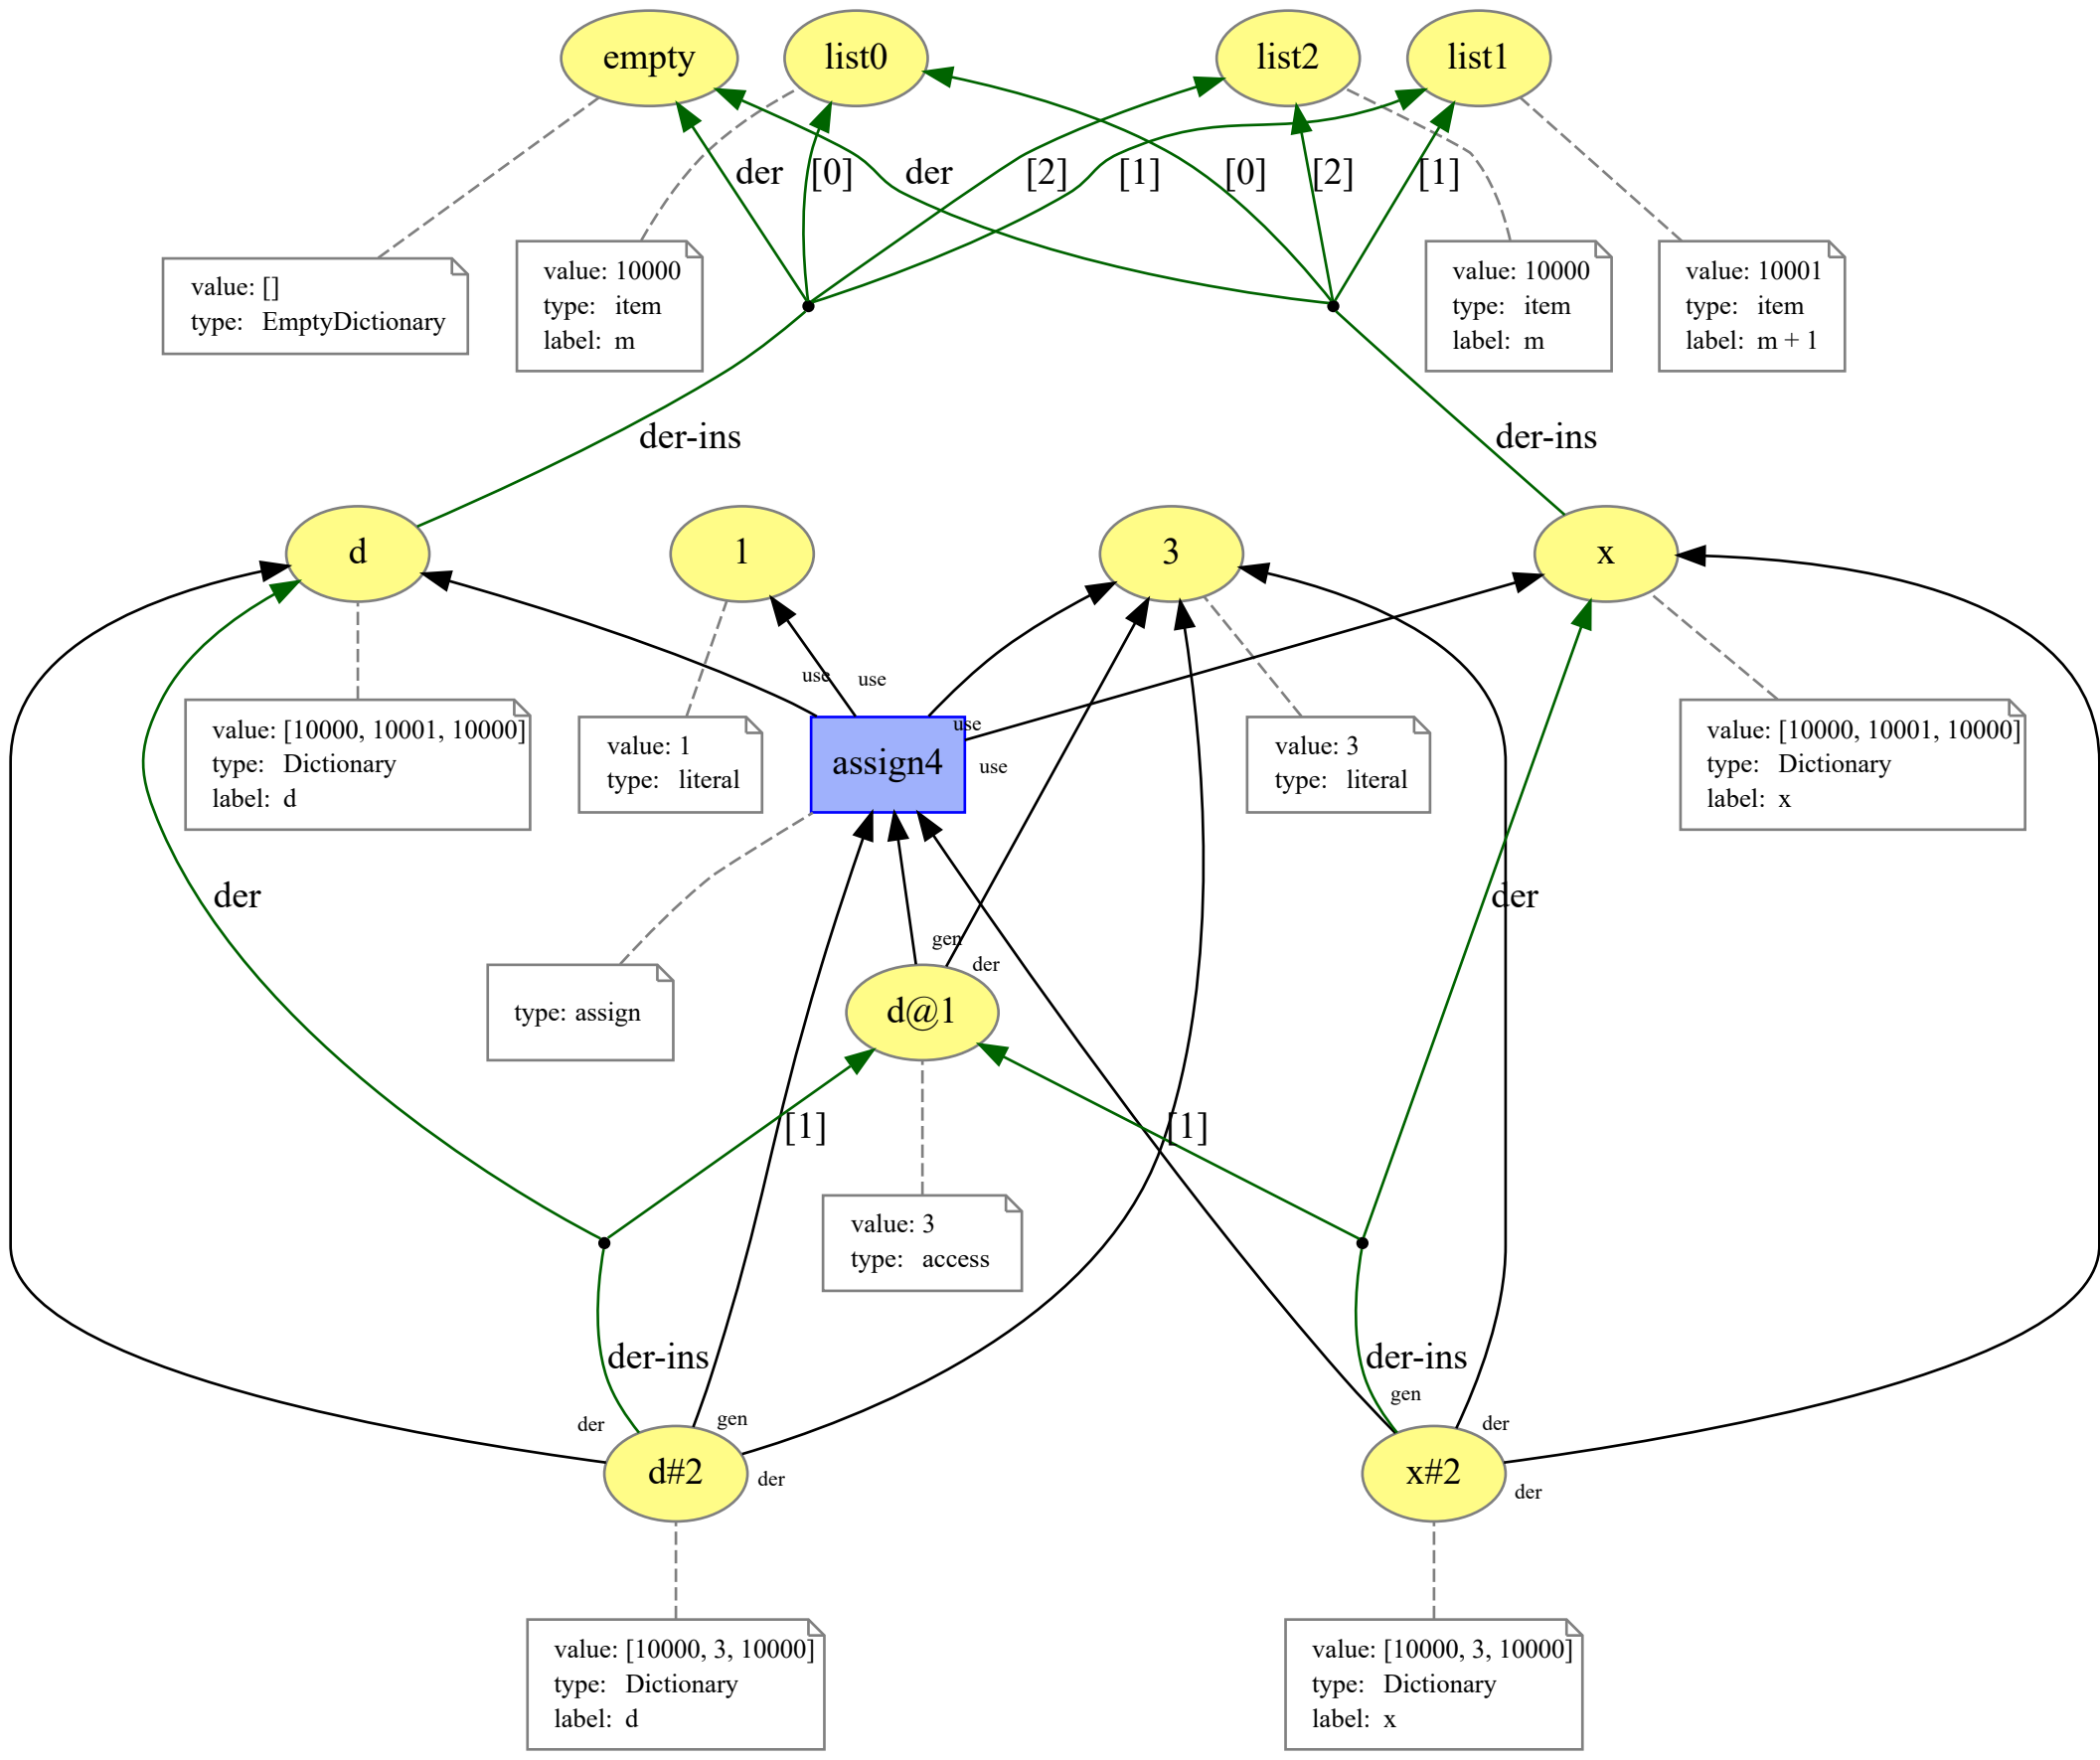 empty
list0
list2
list1
der
[0]
der
[2]
[1]
[0]
[2]
[1]
value: []
type: EmptyDictionary
value: 10000
type: item
label: m
value: 10000
type: item
label: m
value: 10001
type: item
label: m + 1
der-ins
der-ins
d
1
3
x
use
use
use
use
value: [10000, 10001, 10000]
type: Dictionary
label: d
value: 1
type: literal
assign4
value: 3
type: literal
value: [10000, 10001, 10000]
type: Dictionary
label: x
der
der
gen
der
type: assign
d@1
[1]
[1]
value: 3
type: access
der-ins
der-ins
der
gen
der
gen
der
der
d#2
x#2
value: [10000, 3, 10000]
type: Dictionary
label: d
value: [10000, 3, 10000]
type: Dictionary
label: x